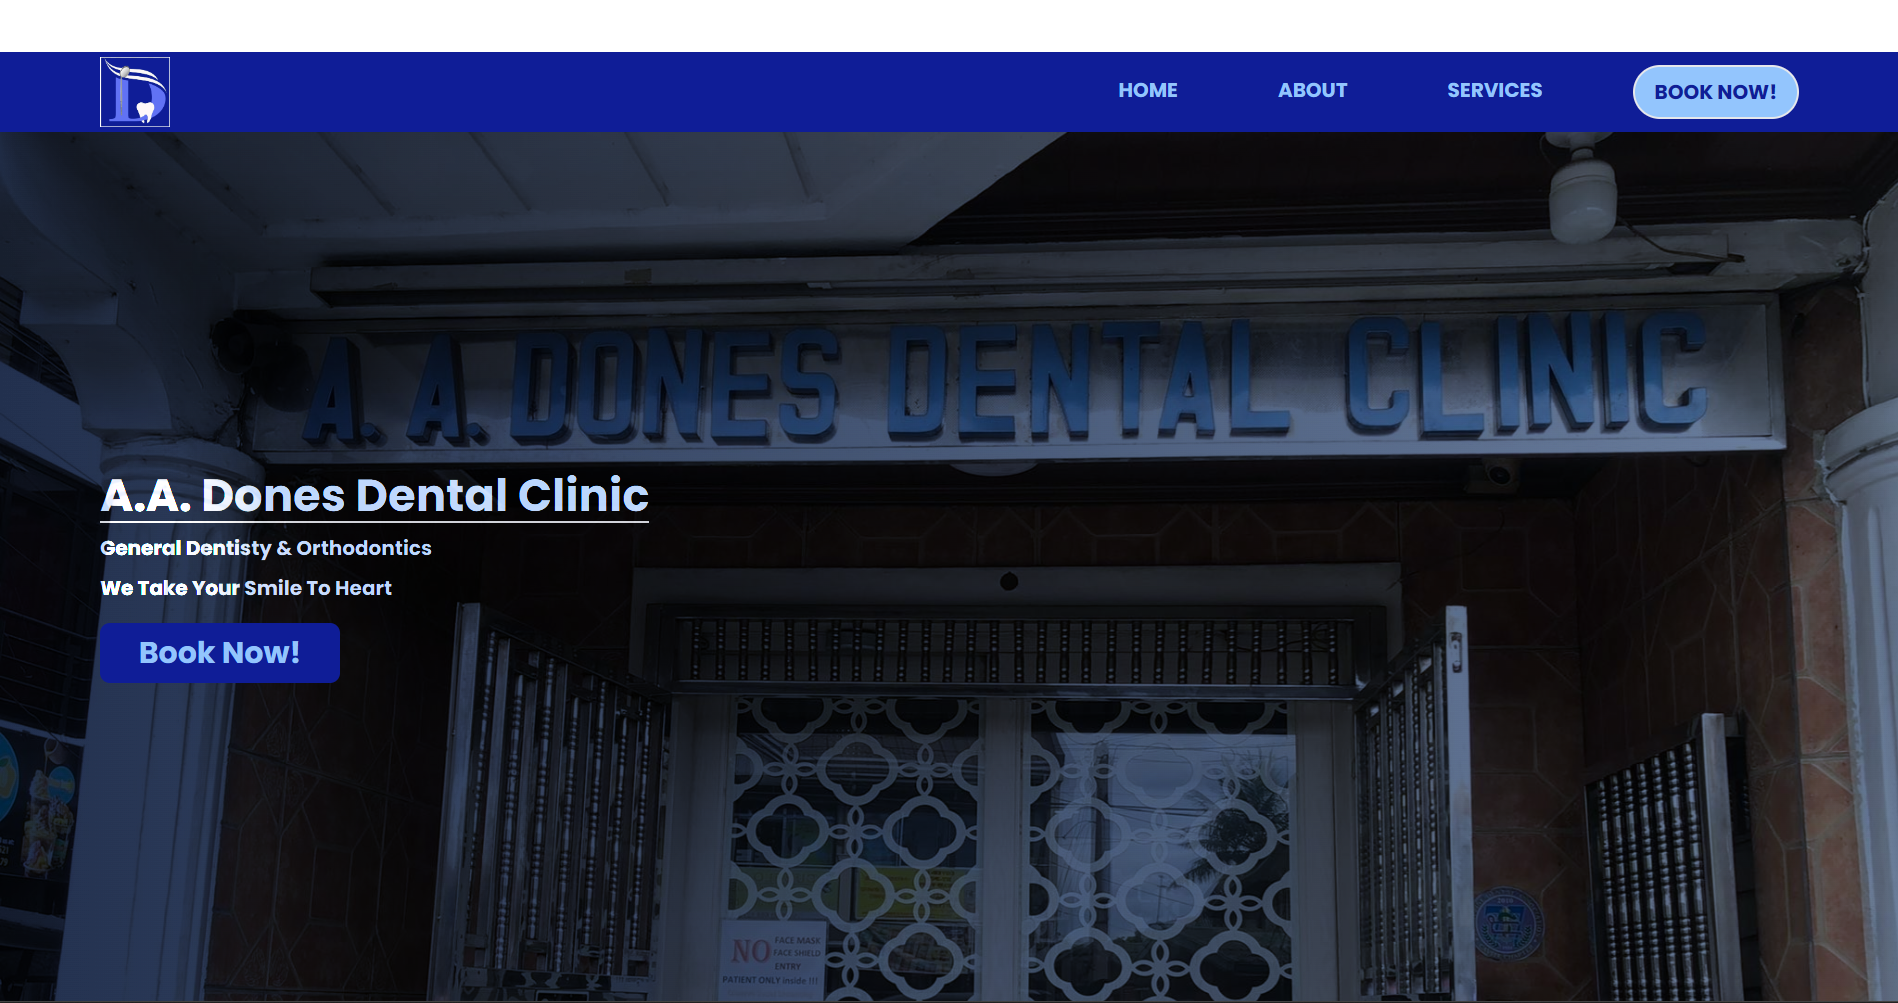 HOME ABOUT SERVICES BOOK NOW!
A. A. DONES DENTAL CLINIC
A.A. Dones Dental Clinic
General Dentisty & Orthodontics
We Take Your Smile To Heart
Book Now!
NO FACE MASK
FACE SHIELD
ENTRY
PATIENT ONLY inside !!!